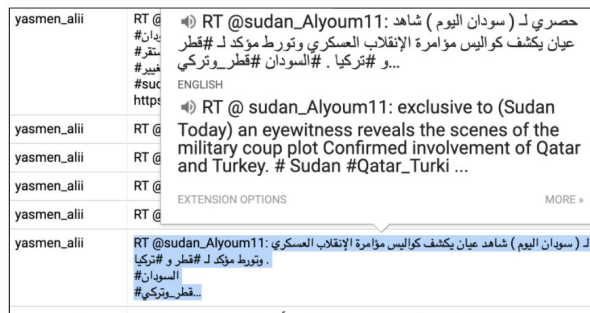 yasmen_alii
RT @
#ودان
#ستقر
#غيير
#sud
https
yasmen_alii
RT @
yasmen_alii
RT @
yasmen_alii
RT @
yasmen_alii
RT @
RT @sudan_Alyoum11: حصري لـ ( سودان اليوم ) شاهد
عيان يكشف كواليس مؤامرة الإنقلاب العسكري وتورط مؤكد لـ #قطر
و #تركيا . #السودان #قطر_وتركي...
ENGLISH
RT @ sudan_Alyoum11: exclusive to (Sudan
Today) an eyewitness reveals the scenes of the
military coup plot Confirmed involvement of Qatar
and Turkey. # Sudan #Qatar_Turki ...
EXTENSION OPTIONS
MORE »
yasmen_alii
RT @sudan_Alyoum11: لـ ( سودان اليوم ) شاهد عيان يكشف كواليس مؤامرة الإنقلاب العسكري
وتورط مؤكد لـ #قطر و #تركيا .
#السودان
#قطر_وتركي...